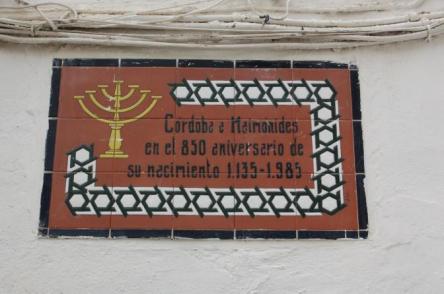 Cordoba a Maimonides
en el 850 aniversario de
su nacimiento 1.135-1.985